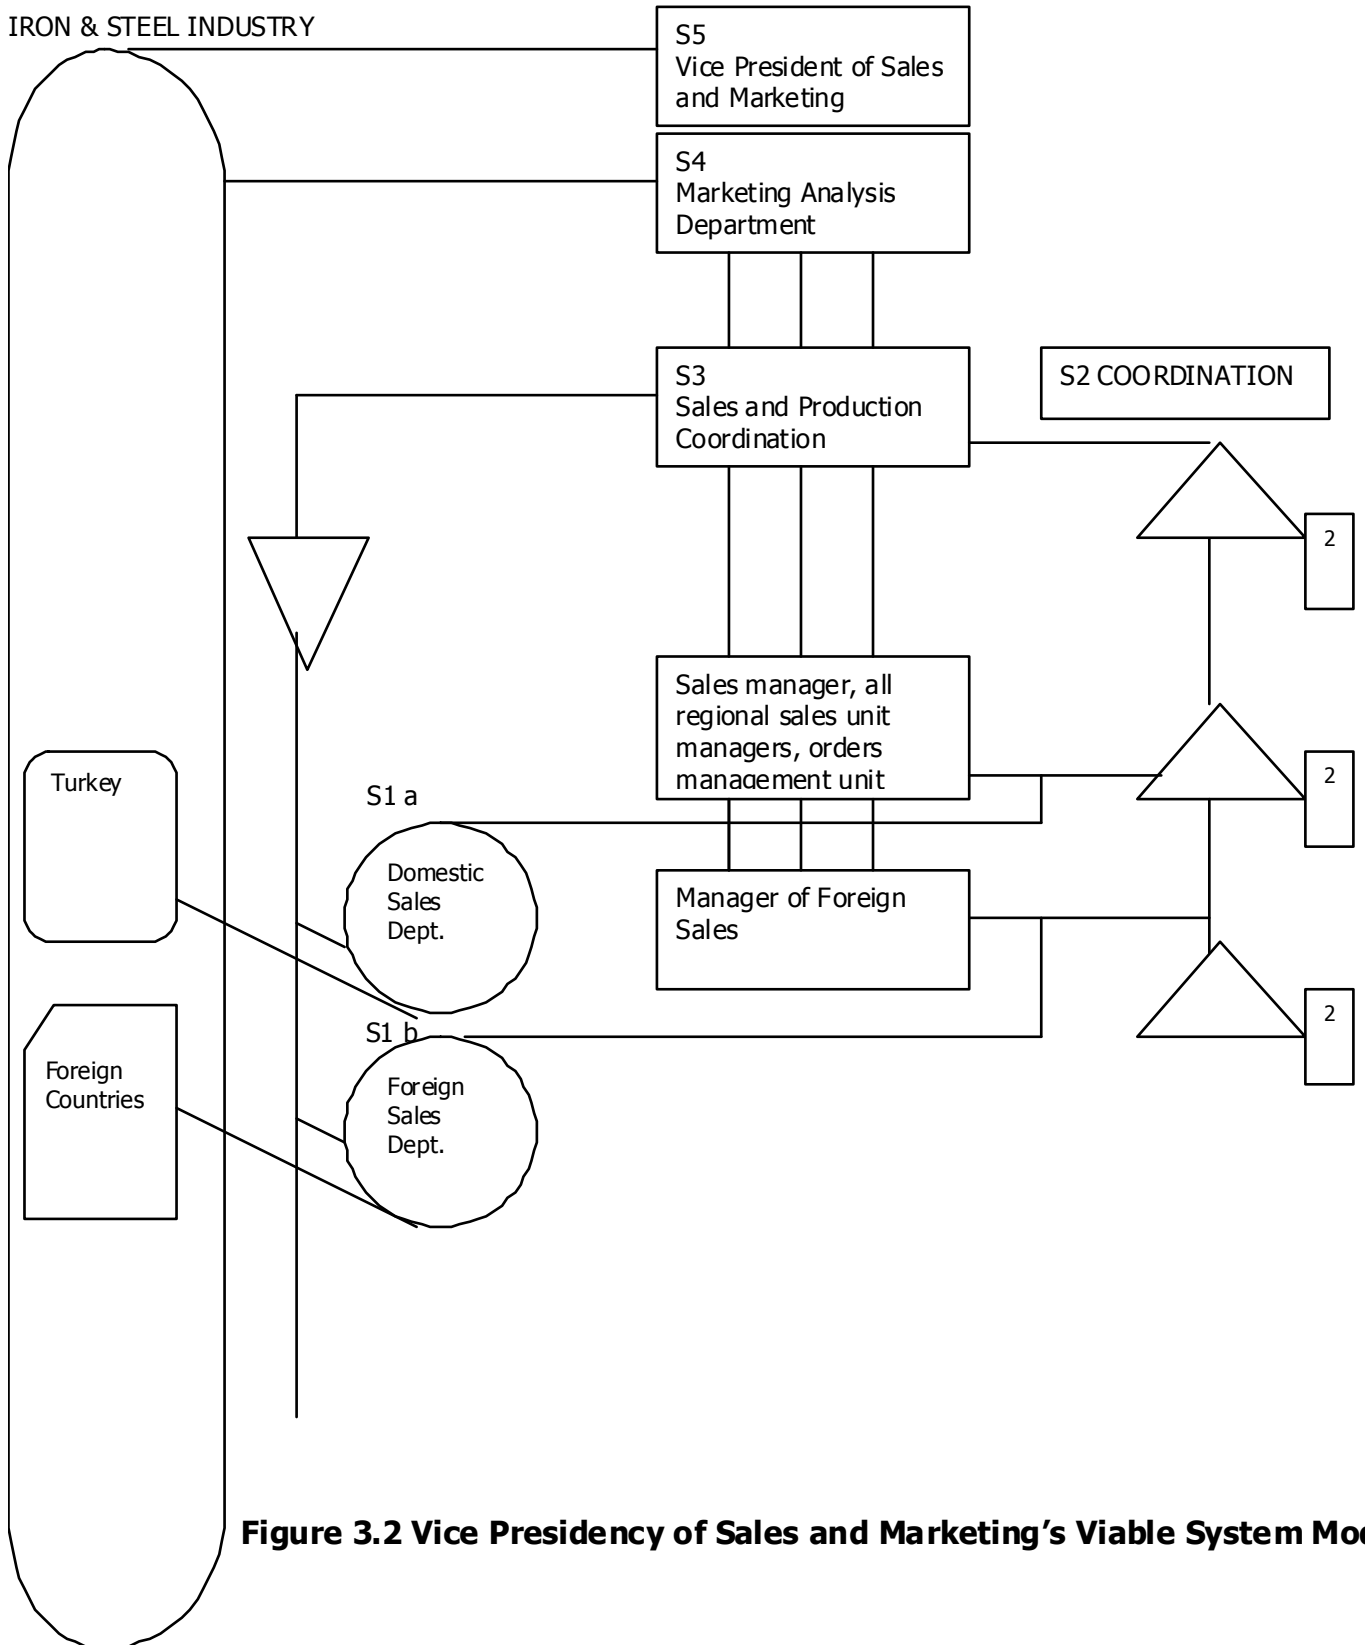 IRON & STEEL INDUSTRY
S5
Vice President of Sales
and Marketing
S4
Marketing Analysis
Department
S3
Sales and Production
Coordination
S2 COORDINATION
2
Sales manager, all
regional sales unit
managers, orders
management unit
2
Turkey
S1 a
Domestic
Sales
Dept.
Manager of Foreign
Sales
2
S1 b
Foreign
Countries
Foreign
Sales
Dept.
Figure 3.2 Vice Presidency of Sales and Marketing’s Viable System